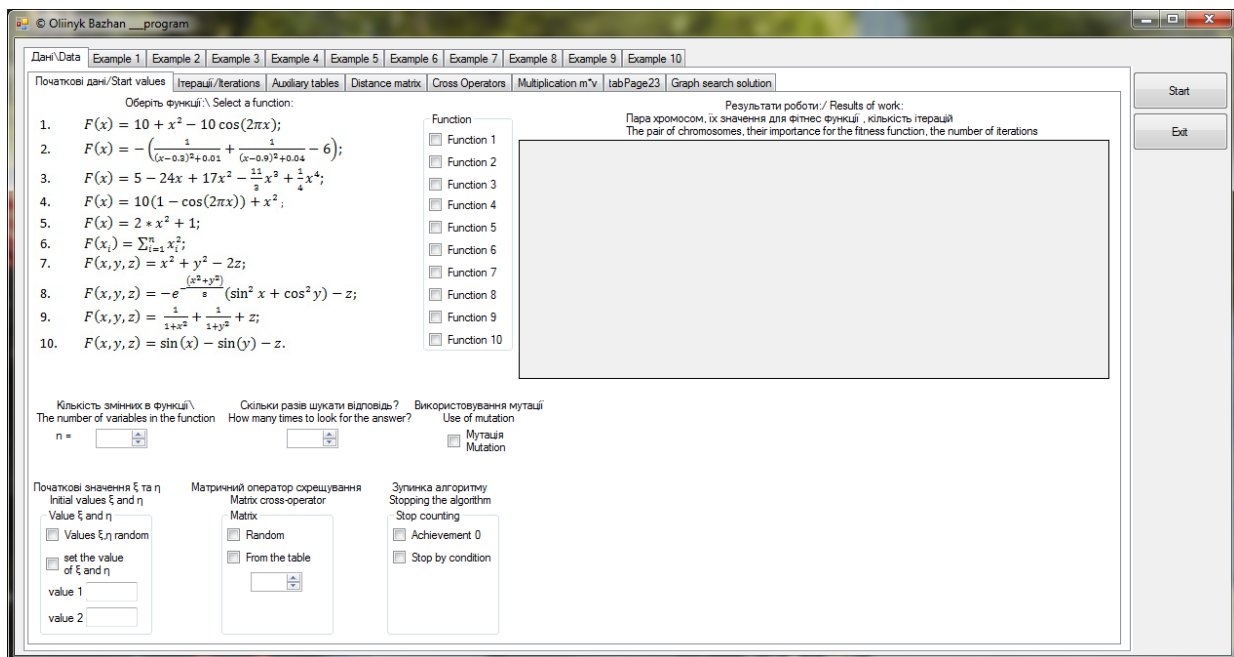 © Oliinyk Bazhan __program
Дані\Data Example 1 Example 2 Example 3 Example 4 Example 5 Example 6 Example 7 Example 8 Example 9 Example 10
Початкові дані/Start values Ітерації/Iterations Auxiliary tables Distance matrix Cross Operators Multiplication m*v tabPage23 Graph search solution
Start
Exit
Оберіть функції:\ Select a function:
1. F(x) = 10 + x² − 10 cos(2πx);
2. F(x) = −(1/((x−0.3)²+0.01) + 1/((x−0.9)²+0.04) − 6);
3. F(x) = 5 − 24x + 17x² − 11/3 x³ + 1/4 x⁴;
4. F(x) = 10(1 − cos(2πx)) + x² ;
5. F(x) = 2 * x² + 1;
6. F(x_i) = ∑_{i=1}^{n} x_i²;
7. F(x, y, z) = x² + y² − 2z;
8. F(x, y, z) = −e^{−(x²+y²)/8} (sin² x + cos² y) − z;
9. F(x, y, z) = 1/(1+x²) + 1/(1+y²) + z;
10. F(x, y, z) = sin (x) − sin(y) − z.
Function
Function 1
Function 2
Function 3
Function 4
Function 5
Function 6
Function 7
Function 8
Function 9
Function 10
Результати роботи:/ Results of work:
Пара хромосом, їх значення для фітнес функції , кількість ітерацій
The pair of chromosomes, their importance for the fitness function, the number of iterations
Кількість змінних в функції\
The number of variables in the function
n =
Скільки разів шукати відповідь?
How many times to look for the answer?
Використовування мутації
Use of mutation
Мутація
Mutation
Початкові значення ξ та η
Initial values ξ and η
Value ξ and η
Values ξ,η random
set the value
of ξ and η
value 1
value 2
Матричний оператор схрещування
Matrix cross-operator
Matrix
Random
From the table
Зупинка алгоритму
Stopping the algorithm
Stop counting
Achievement 0
Stop by condition